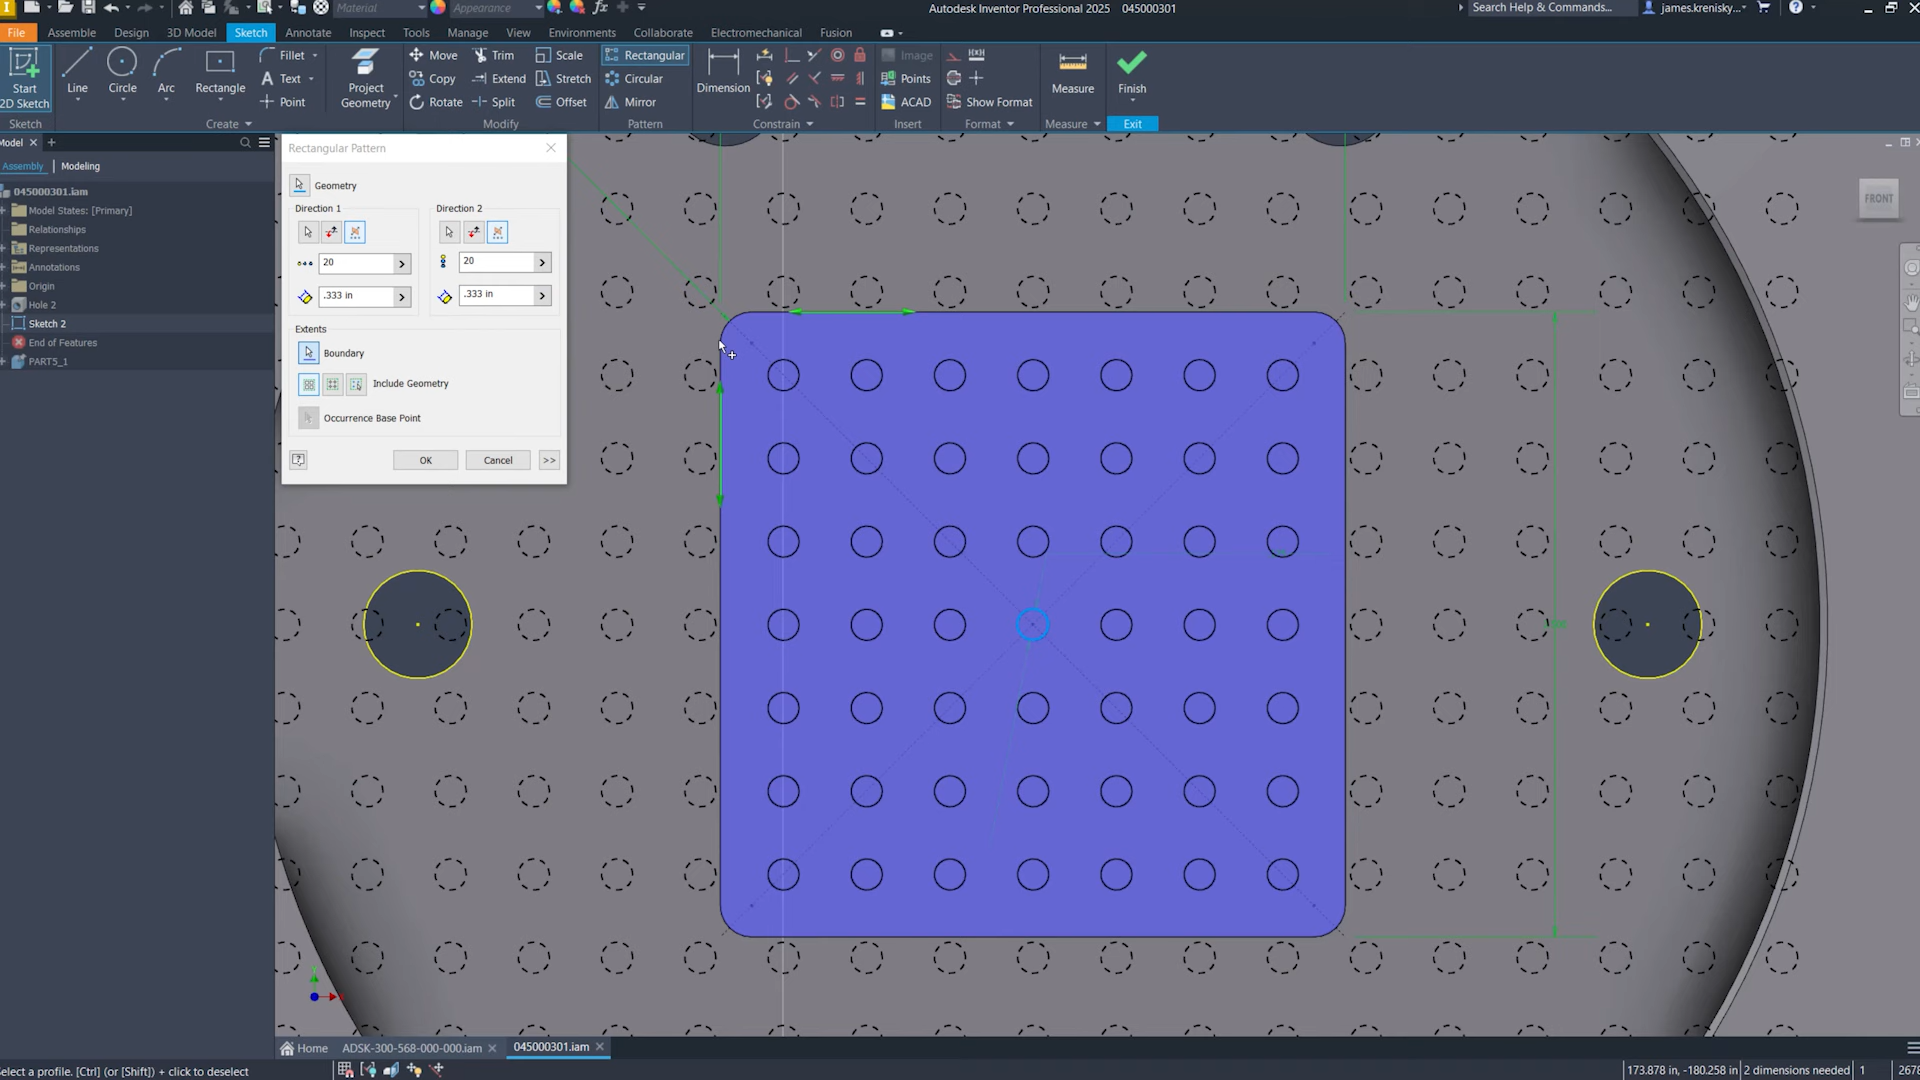 Material
Appearance
fx
Autodesk Inventor Professional 2025 045000301
Search Help & Commands...
james.krenisky...
File
Assemble
Design
3D Model
Sketch
Annotate
Inspect
Tools
Manage
View
Environments
Collaborate
Electromechanical
Fusion
Start
2D Sketch
Line
Circle
Arc
Rectangle
Fillet
Text
Point
Project
Geometry
Move
Copy
Rotate
Trim
Extend
Split
Scale
Stretch
Offset
Rectangular
Circular
Mirror
Dimension
Image
Points
ACAD
Show Format
Measure
Finish
Sketch
Create
Modify
Pattern
Constrain
Insert
Format
Measure
Exit
Model
Assembly
Modeling
045000301.iam
Model States: [Primary]
Relationships
Representations
Annotations
Origin
Hole 2
Sketch 2
End of Features
PART5_1
Rectangular Pattern
Geometry
Direction 1
Direction 2
20
20
.333 in
.333 in
Extents
Boundary
Include Geometry
Occurrence Base Point
OK
Cancel
>>
FRONT
Home
ADSK-300-568-000-000.iam
045000301.iam
Select a profile. [Ctrl] (or [Shift]) + click to deselect
173.878 in, -180.258 in
2 dimensions needed
1
2678